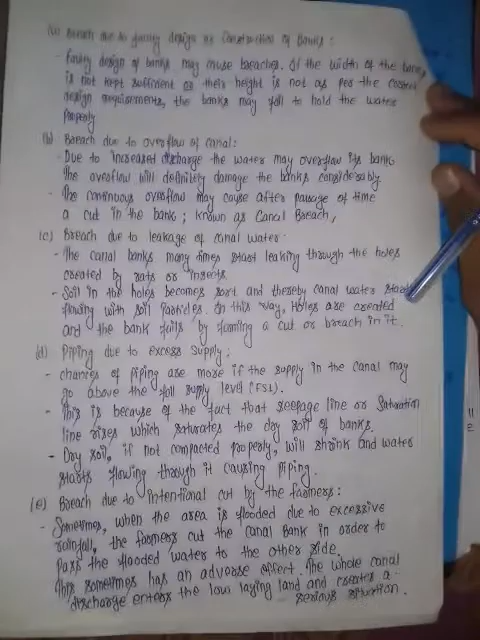 (a) Breach due to faulty design or Construction of Banks:
- faulty design of banks may cause breaches. If the width of the banks
is not kept sufficient or their height is not as per the
design requirements, the banks may fail to hold the water
properly
(b) Breach due to overflow of canal:
- Due to increased discharge the water may overflow its bank
The overflow will definitely damage the banks considerably
- The continuous overflow may cause after passage of time
a cut in the bank; known as Canal Breach,
(c) Breach due to leakage of canal water:
- The canal banks many times start leaking through the holes
created by rats or insects.
- Soil in the holes becomes soft and thereby canal water starts
flowing with soil particles. In this way, Holes are created
and the bank fails by forming a cut or breach in it.
(d) Piping due to excess supply:
- chances of piping are more if the supply in the canal may
go above the full supply level (FSL).
- This is because of the fact that seepage line or Saturation
line rises which saturates the dry soil of banks.
- Dry soil, if not compacted properly, will shrink and water
starts flowing through it causing piping.
(e) Breach due to intentional cut by the farmers:
- Sometimes, when the area is flooded due to excessive
rainfall, the farmers cut the canal Bank in order to
pass the flooded water to the other side.
This sometimes has an adverse effect. The whole canal
discharge enters the low laying land and creates a
serious situation.